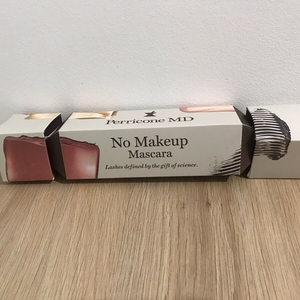 Perricone MD
No Makeup
Mascara
Lashes defined by the gift of science.